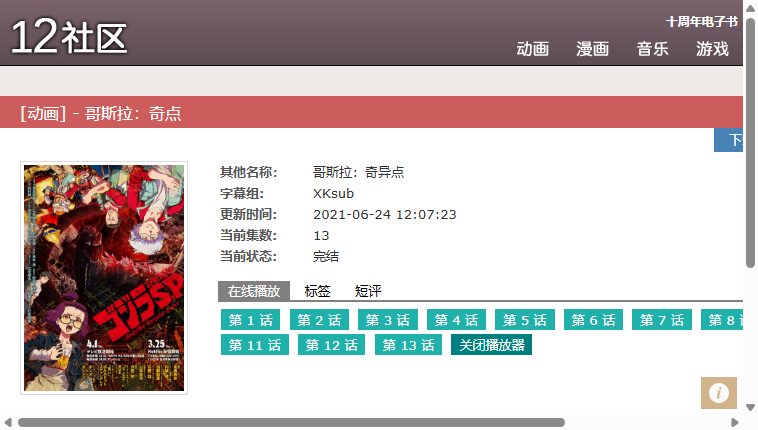 12社区
十周年电子书
动画 漫画 音乐 游戏
[动画] - 哥斯拉：奇点
其他名称： 哥斯拉：奇异点
字幕组： XKsub
更新时间： 2021-06-24 12:07:23
当前集数： 13
当前状态： 完结
在线播放 标签 短评
第 1 话 第 2 话 第 3 话 第 4 话 第 5 话 第 6 话 第 7 话 第 8
第 11 话 第 12 话 第 13 话 关闭播放器
ゴジラS.P
4.1 3.25